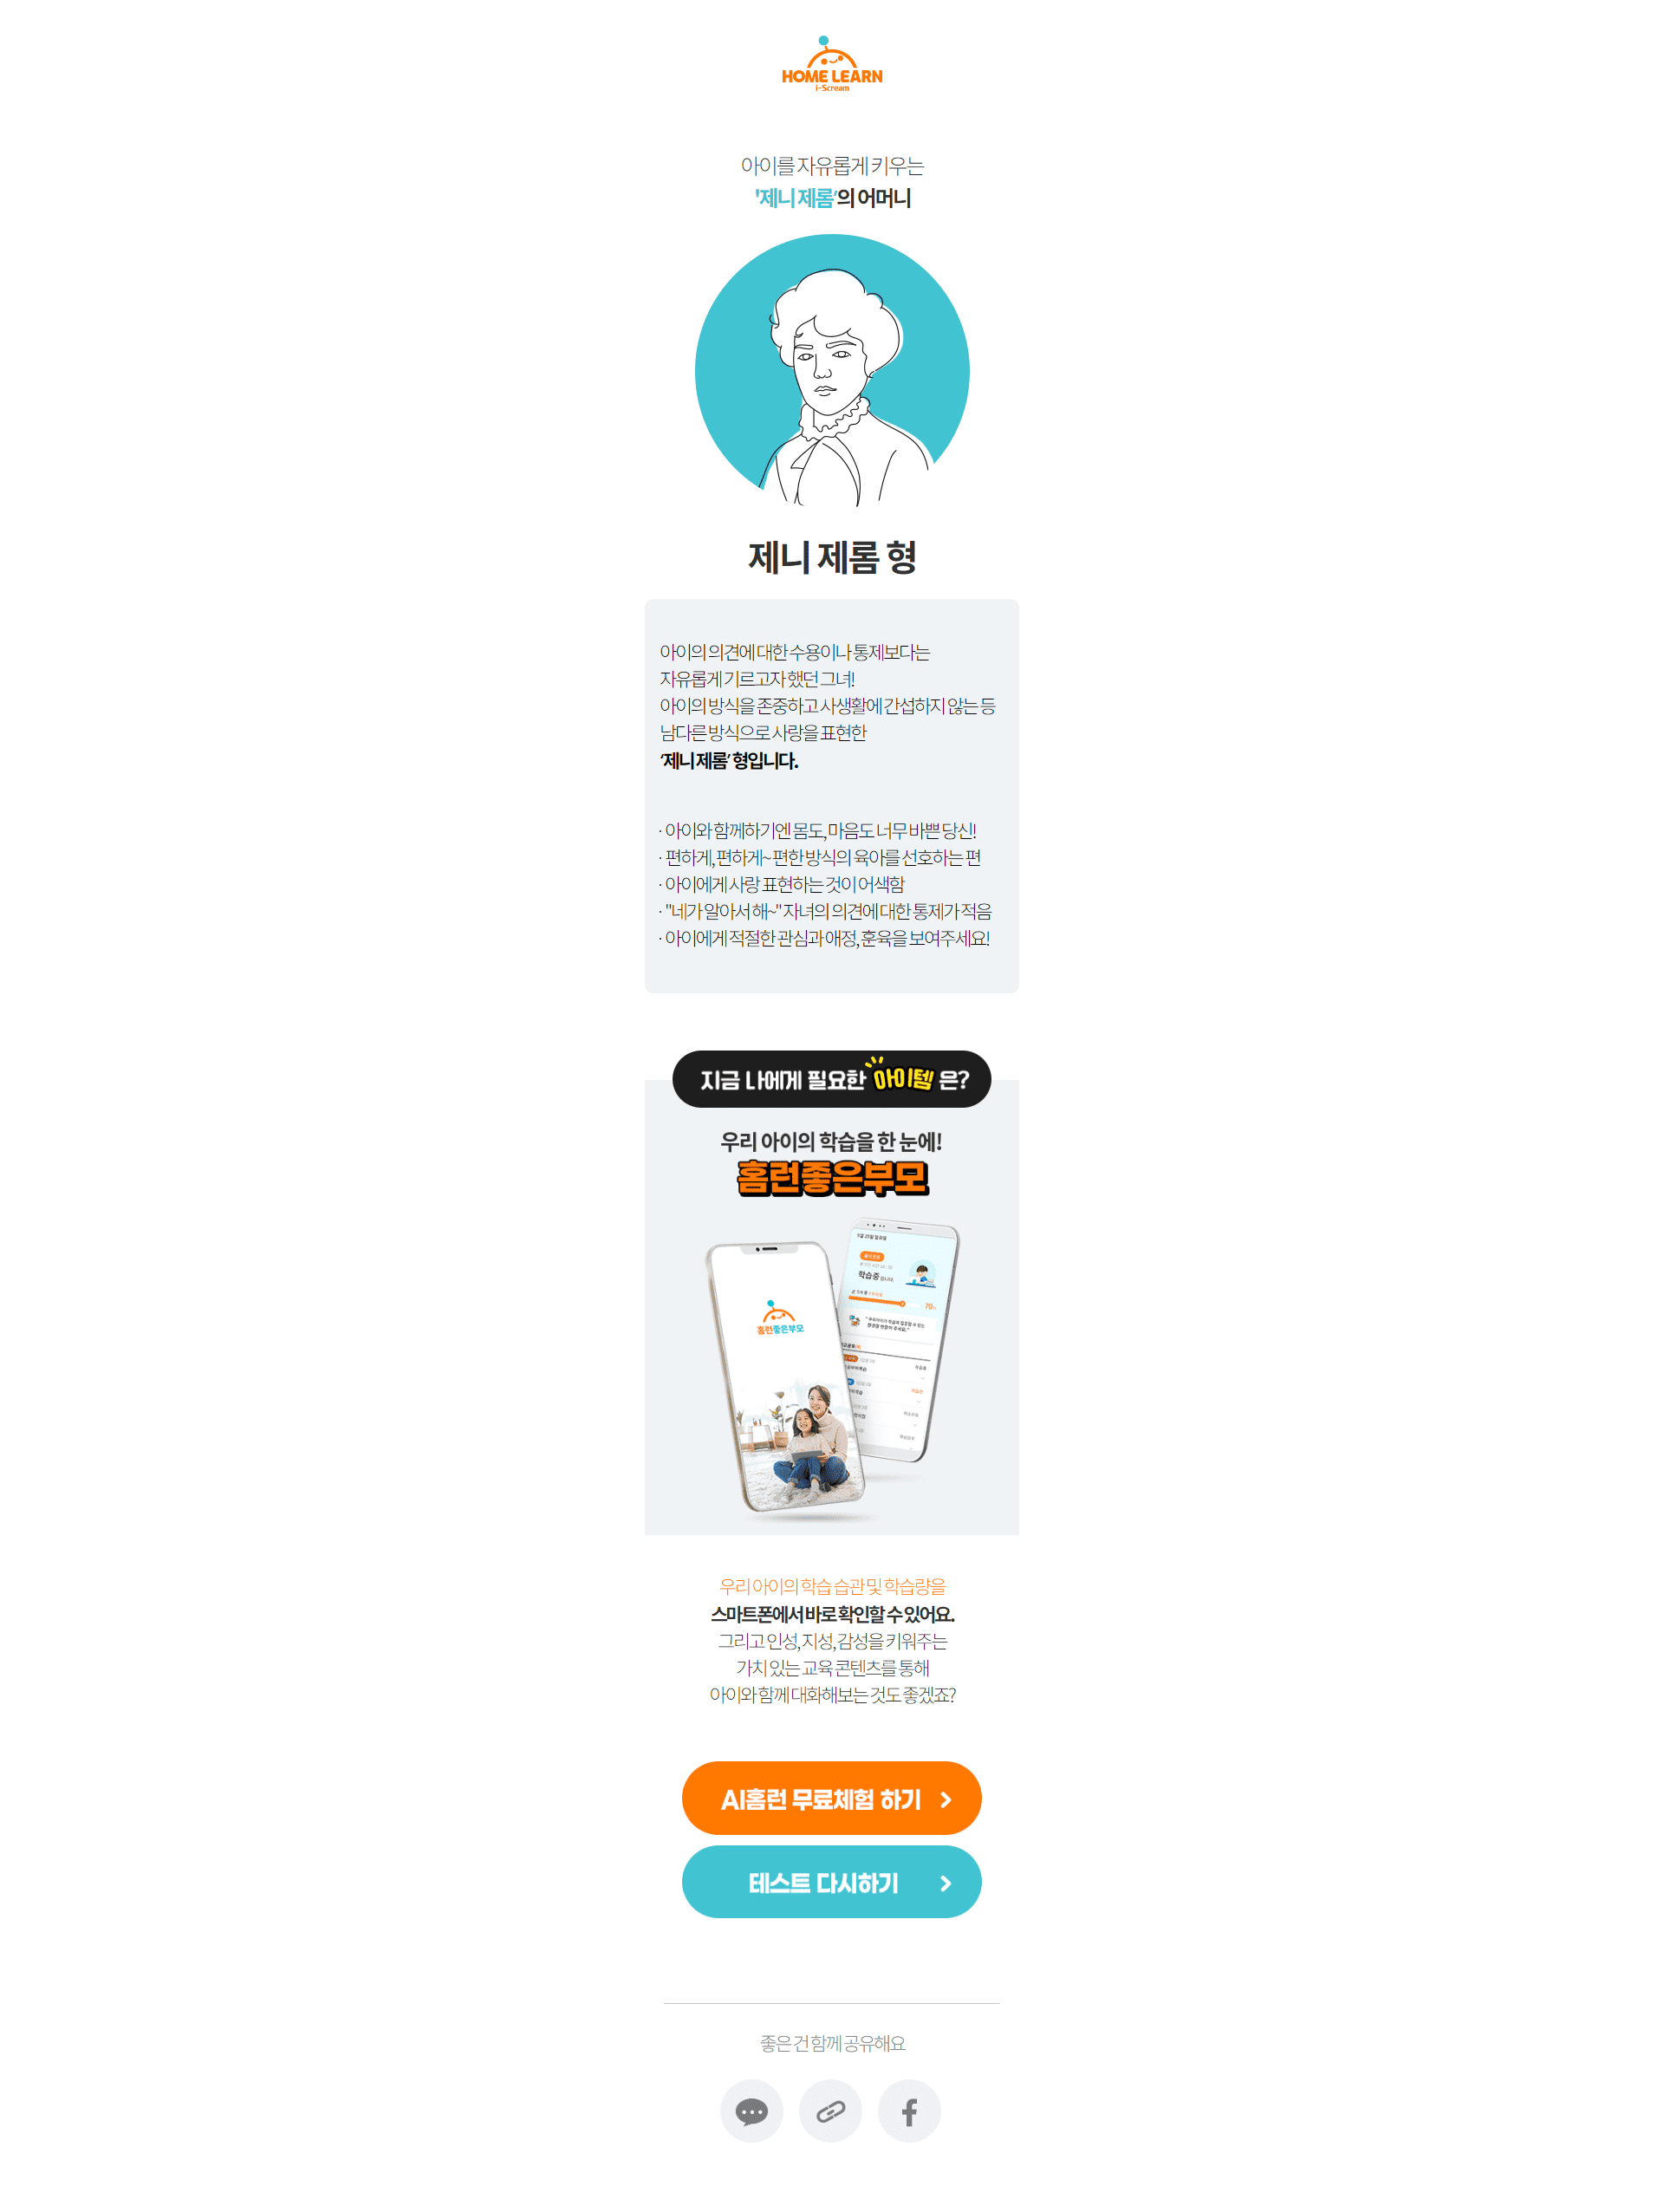 HOME LEARN
i-Scream
아이를 자유롭게 키우는
'제니 제롬'의 어머니
제니 제롬 형
아이의 의견에 대한 수용이나 통제보다는
자유롭게 기르고자 했던 그녀!
아이의 방식을 존중하고 사생활에 간섭하지 않는 등
남다른 방식으로 사랑을 표현한
‘제니 제롬’ 형입니다.
· 아이와 함께하기엔 몸도, 마음도 너무 바쁜 당신!
· 편하게, 편하게~ 편한 방식의 육아를 선호하는 편
· 아이에게 사랑 표현하는 것이 어색함
· "네가 알아서 해~" 자녀의 의견에 대한 통제가 적음
· 아이에게 적절한 관심과 애정, 훈육을 보여주세요!
지금 나에게 필요한 아이템 은?
우리 아이의 학습을 한 눈에!
홈런좋은부모
홈런좋은부모
학습중
70%
우리 아이의 학습 습관 및 학습량을
스마트폰에서 바로 확인할 수 있어요.
그리고 인성, 지성, 감성을 키워주는
가치 있는 교육 콘텐츠를 통해
아이와 함께 대화해보는 것도 좋겠죠?
AI홈런 무료체험 하기
테스트 다시하기
좋은 건 함께 공유해요